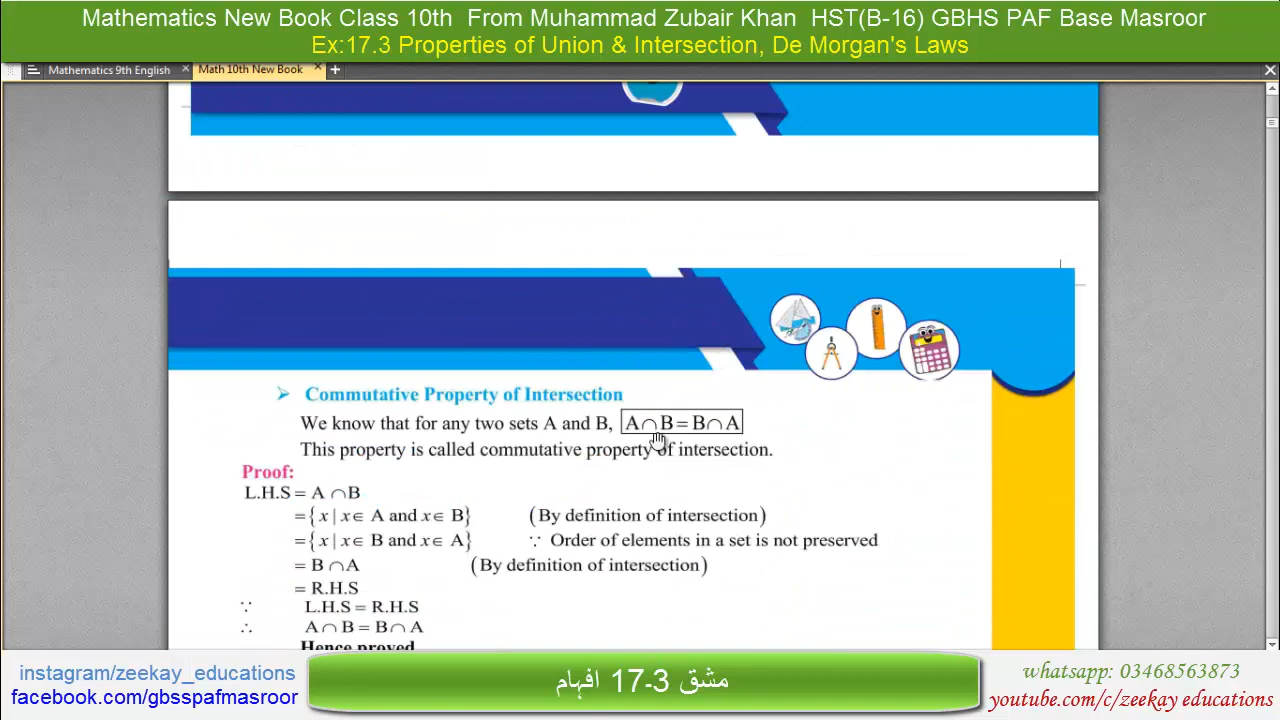 Mathematics New Book Class 10th From Muhammad Zubair Khan HST(B-16) GBHS PAF Base Masroor
Ex:17.3 Properties of Union & Intersection, De Morgan's Laws
Mathematics 9th English
Math 10th New Book
➢ Commutative Property of Intersection
We know that for any two sets A and B, A∩B=B∩A
This property is called commutative property of intersection.
Proof:
L.H.S = A ∩B
={x | x∈ A and x∈ B} (By definition of intersection)
={x | x∈ B and x∈ A} ∵ Order of elements in a set is not preserved
= B ∩A (By definition of intersection)
= R.H.S
∵ L.H.S = R.H.S
∴ A∩B = B∩A
Hence proved
instagram/zeekay_educations
facebook.com/gbsspafmasroor
مشق 3-17 افہام
whatsapp: 03468563873
youtube.com/c/zeekay educations